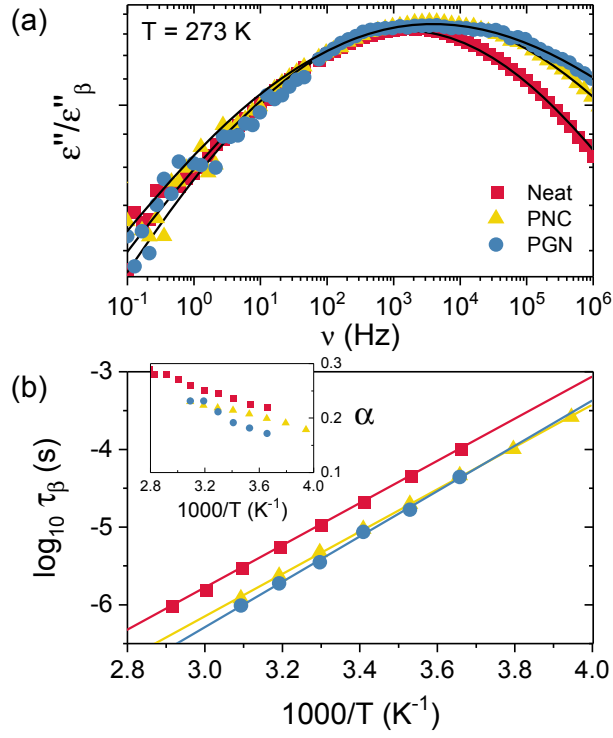 (a)
T = 273 K
ε"/ε"β
Neat
PNC
PGN
10⁻¹ 10⁰ 10¹ 10² 10³ 10⁴ 10⁵ 10⁶
ν (Hz)
(b)
-3
-4
-5
-6
log₁₀ τβ (s)
0.3
0.2
0.1
α
2.8 3.2 3.6 4.0
1000/T (K⁻¹)
2.8 3.0 3.2 3.4 3.6 3.8 4.0
1000/T (K⁻¹)